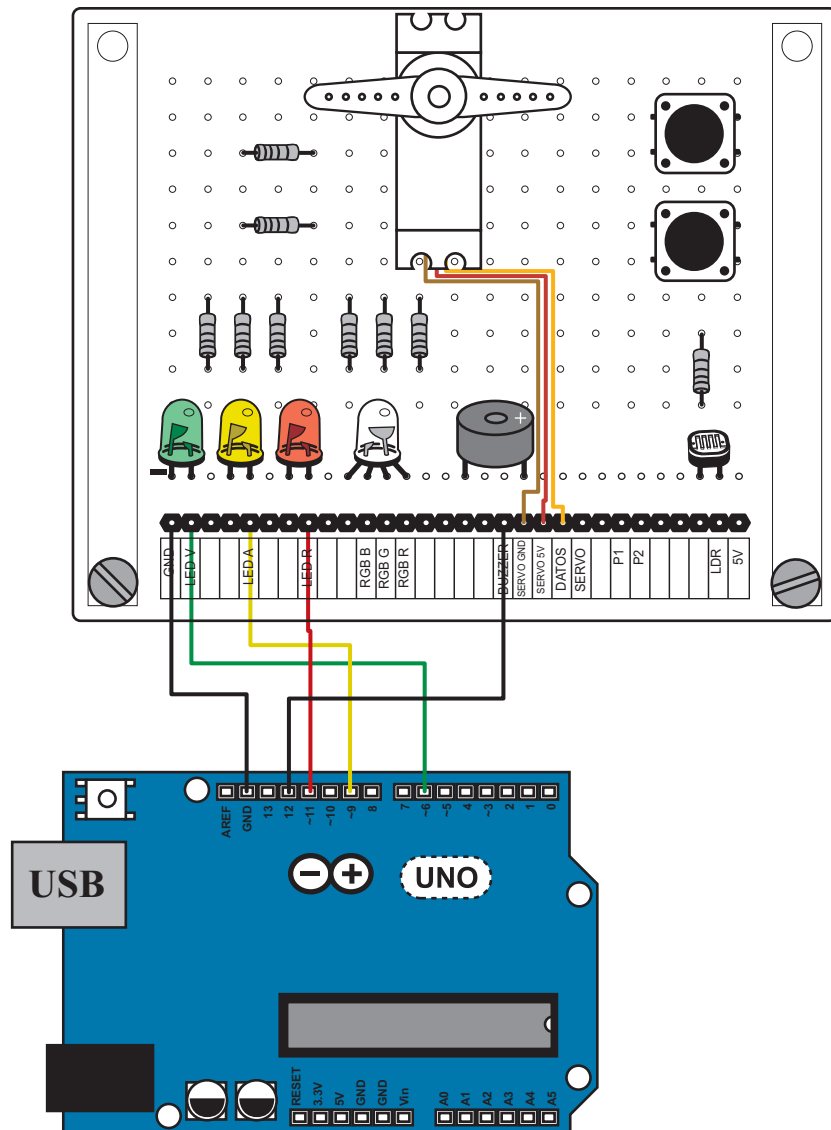 GND
LED V
LED A
LED R
RGB B
RGB G
RGB R
BUZZER
SERVO GND
SERVO 5V
DATOS
SERVO
P1
P2
LDR
5V
AREF
GND
13
12
~11
~10
~9
8
7
~6
~5
4
~3
2
1
0
USB
UNO
RESET
3.3V
5V
GND
GND
Vin
A0
A1
A2
A3
A4
A5